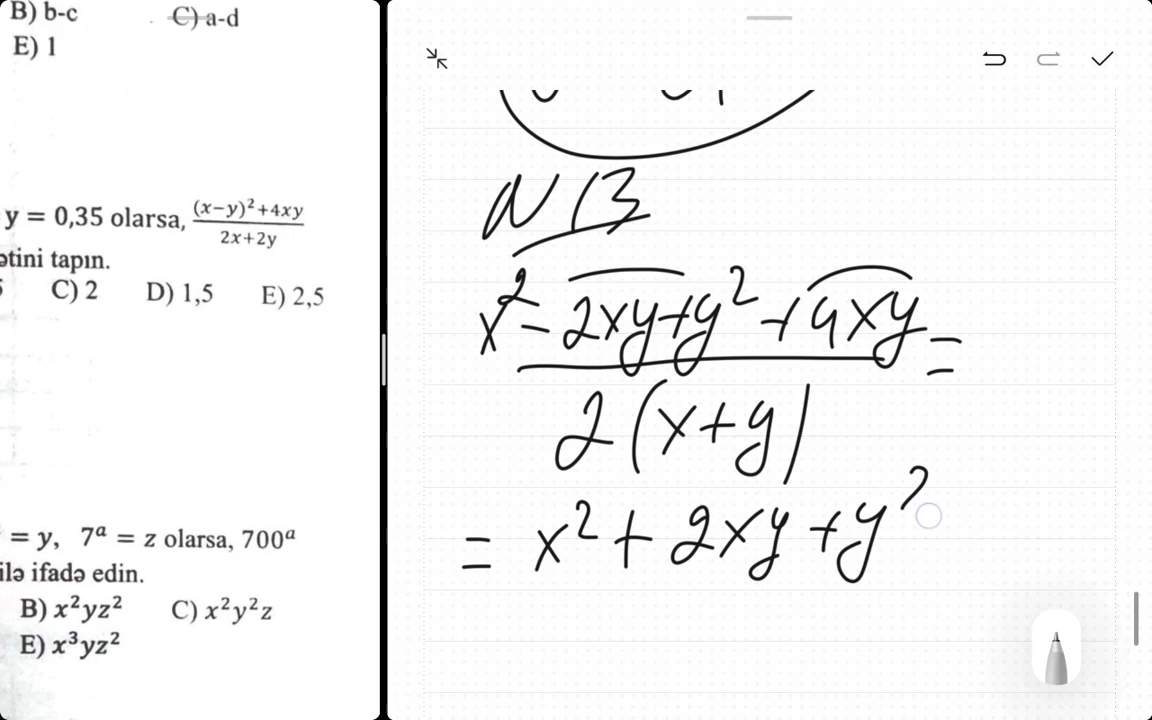 B) b-c C) a-d
E) 1
y = 0,35 olarsa, (x-y)²+4xy / 2x+2y
ətini tapın.
C) 2 D) 1,5 E) 2,5
= y, 7ᵃ = z olarsa, 700ᵃ
ilə ifadə edin.
B) x²yz² C) x²y²z
E) x³yz²
N13
x² - 2xy + y² + 4xy / 2(x+y) =
= x² + 2xy + y²